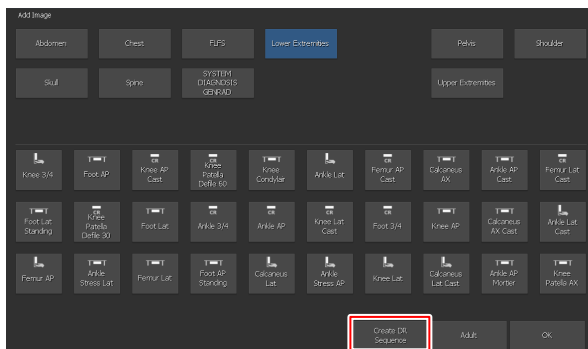 Add Image
Abdomen
Chest
FLFS
Lower Extremities
Pelvis
Shoulder
Skull
Spine
SYSTEM
DIAGNOSIS
GENRAD
Upper Extremities
Knee 3/4
T T
Foot AP
CR
Knee AP
Cast
CR
Knee
Patella
Defile 60
T T
Knee
Condylair
Ankle Lat
CR
Femur AP
Cast
T T
Calcaneus
AX
T T
Ankle AP
Cast
CR
Femur Lat
Cast
T T
Foot Lat
Standing
CR
Knee
Patella
Defile 30
T T
Foot Lat
CR
Ankle 3/4
CR
Ankle AP
CR
Knee Lat
Cast
CR
Foot 3/4
T T
Knee AP
T T
Calcaneus
AX Cast
Ankle Lat
Cast
Femur AP
T T
Ankle
Stress Lat
T T
Femur Lat
T T
Foot AP
Standing
Calcaneus
Lat
Ankle
Stress AP
Knee Lat
Calcaneus
Lat Cast
T T
Ankle AP
Morter
T T
Knee
Patella AX
Create DR
Sequence
Adult
OK